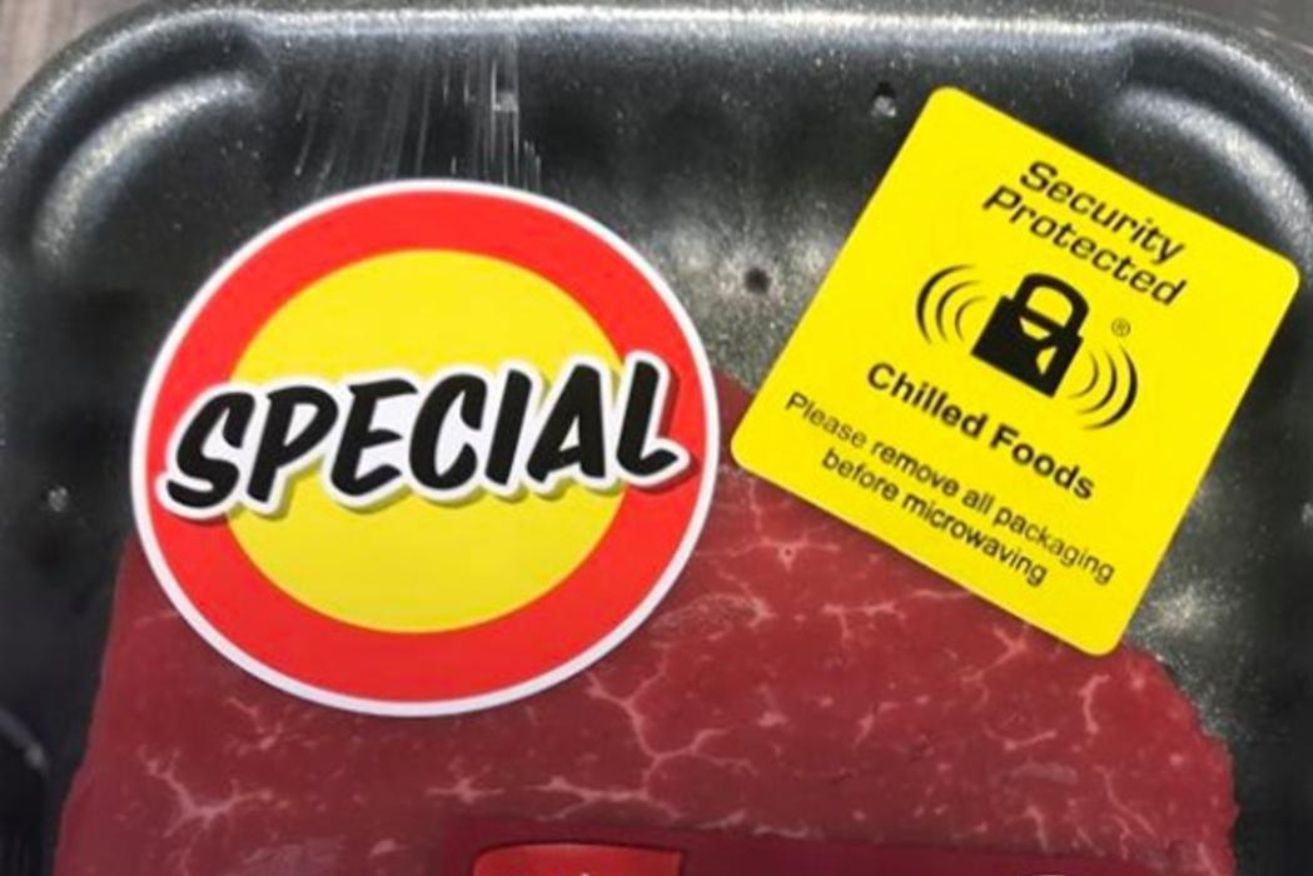 SPECIAL
Security
Protected
®
Chilled Foods
Please remove all packaging
before microwaving